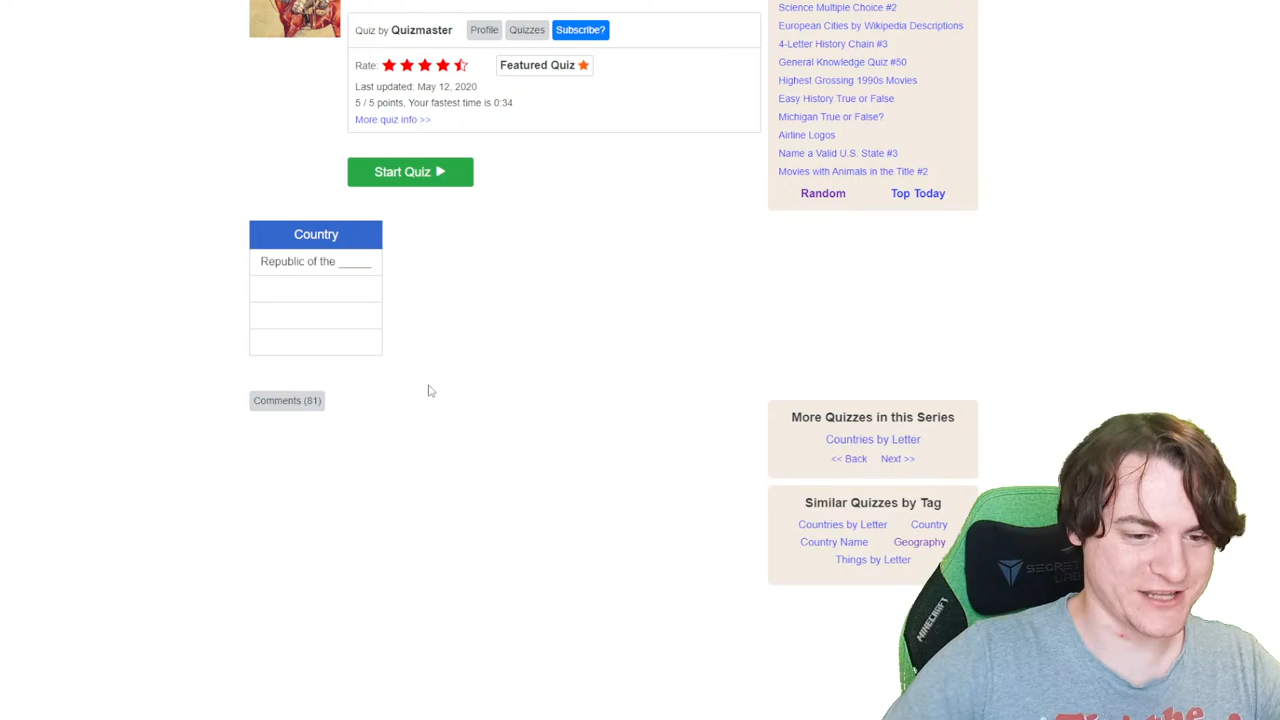 Quiz by Quizmaster Profile Quizzes Subscribe?
Rate: Featured Quiz
Last updated: May 12, 2020
5 / 5 points, Your fastest time is 0:34
More quiz info >>
Start Quiz
Country
Republic of the _____
Comments (81)
Science Multiple Choice #2
European Cities by Wikipedia Descriptions
4-Letter History Chain #3
General Knowledge Quiz #50
Highest Grossing 1990s Movies
Easy History True or False
Michigan True or False?
Airline Logos
Name a Valid U.S. State #3
Movies with Animals in the Title #2
Random Top Today
More Quizzes in this Series
Countries by Letter
<< Back Next >>
Similar Quizzes by Tag
Countries by Letter Country
Country Name Geography
Things by Letter
MINECRAFT